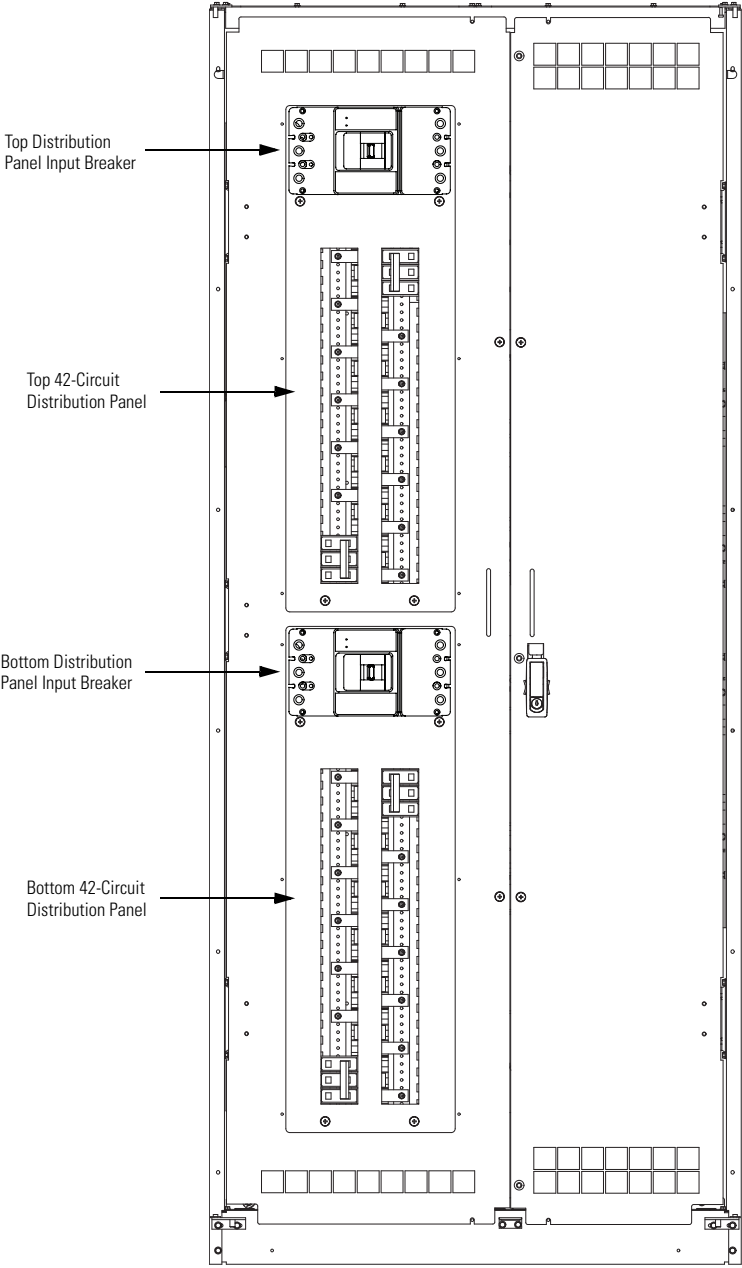 Top Distribution
Panel Input Breaker
Top 42-Circuit
Distribution Panel
Bottom Distribution
Panel Input Breaker
Bottom 42-Circuit
Distribution Panel